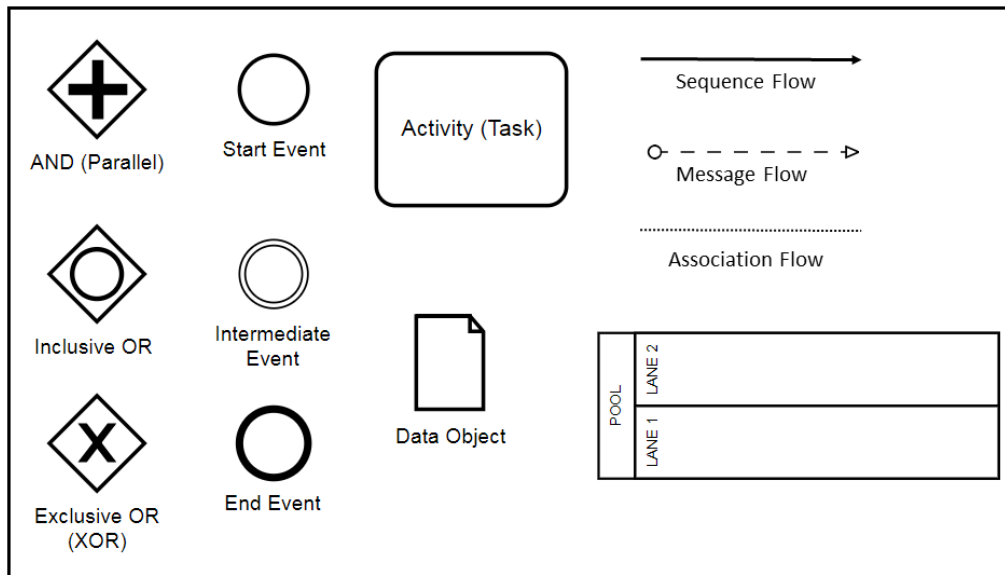 AND (Parallel)
Start Event
Activity (Task)
Sequence Flow
Message Flow
Association Flow
Inclusive OR
Intermediate
Event
Data Object
POOL
LANE 2
LANE 1
X
Exclusive OR
(XOR)
End Event